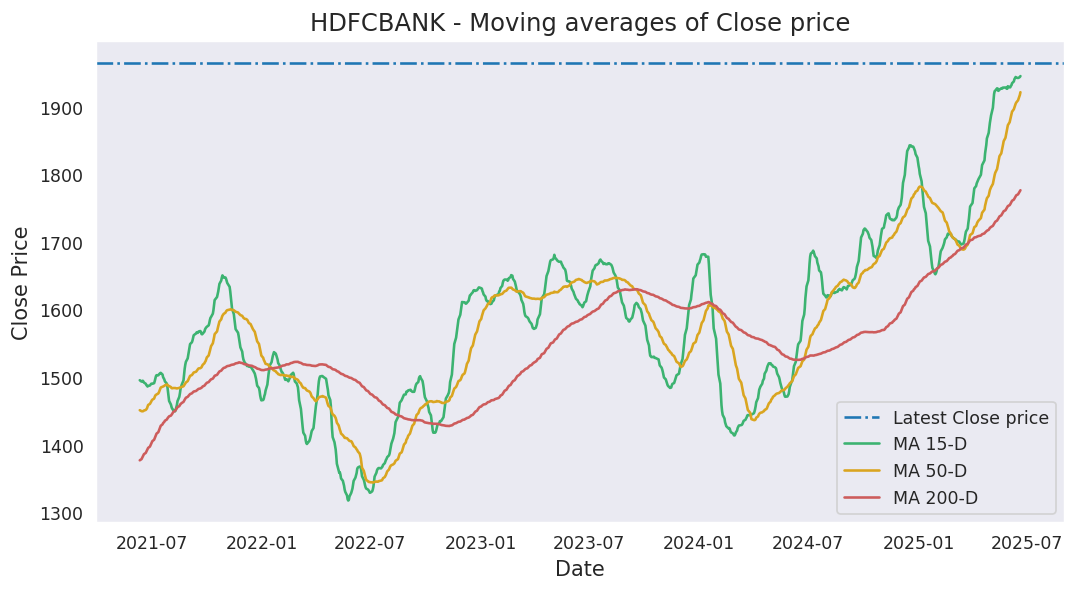 HDFCBANK - Moving averages of Close price
Close Price
1900
1800
1700
1600
1500
1400
1300
Latest Close price
MA 15-D
MA 50-D
MA 200-D
2021-07 2022-01 2022-07 2023-01 2023-07 2024-01 2024-07 2025-01 2025-07
Date